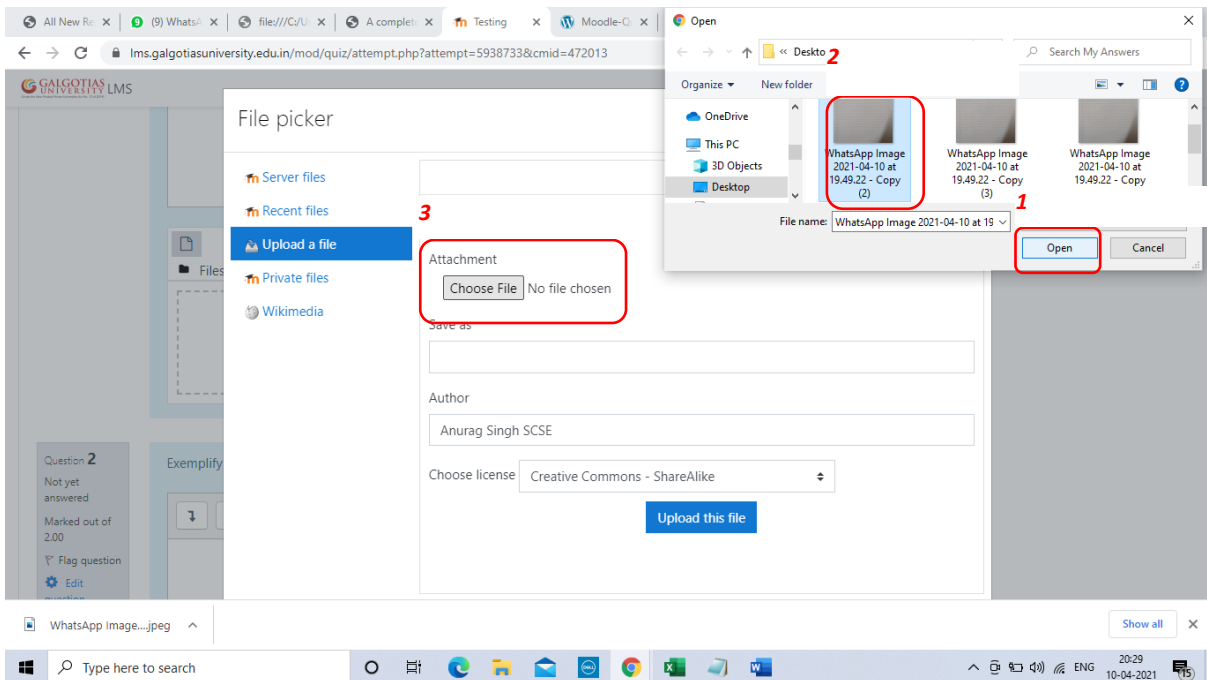 All New Re
(9) WhatsA
file:///C:/U
A complet
Testing
Moodle-Q
lms.galgotiasuniversity.edu.in/mod/quiz/attempt.php?attempt=5938733&cmid=472013
GALGOTIAS
UNIVERSITY
LMS
Open
Deskto
2
Search My Answers
Organize
New folder
OneDrive
This PC
3D Objects
Desktop
WhatsApp Image
2021-04-10 at
19.49.22 - Copy
(2)
WhatsApp Image
2021-04-10 at
19.49.22 - Copy
(3)
WhatsApp Image
2021-04-10 at
19.49.22 - Copy
1
File name:
WhatsApp Image 2021-04-10 at 19
Open
Cancel
File picker
Server files
Recent files
Upload a file
Private files
Wikimedia
Files
3
Attachment
Choose File
No file chosen
Save as
Author
Anurag Singh SCSE
Choose license
Creative Commons - ShareAlike
Upload this file
Question 2
Not yet
answered
Marked out of
2.00
Flag question
Edit
question
Exemplify
WhatsApp Image....jpeg
Show all
Type here to search
ENG
20:29
10-04-2021
15